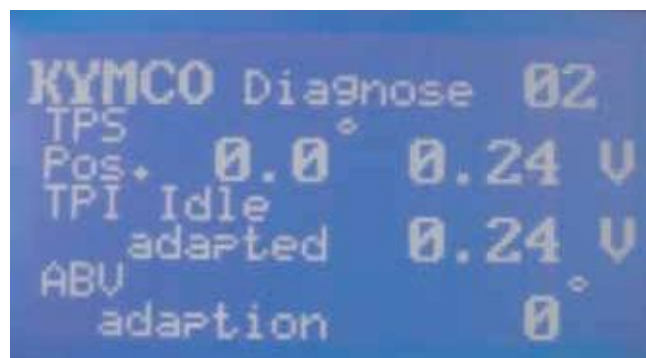 KYMCO Diagnose 02
TPS
Pos. 0.0° 0.24 V
TPI Idle
adapted 0.24 V
ABV
adaption 0°